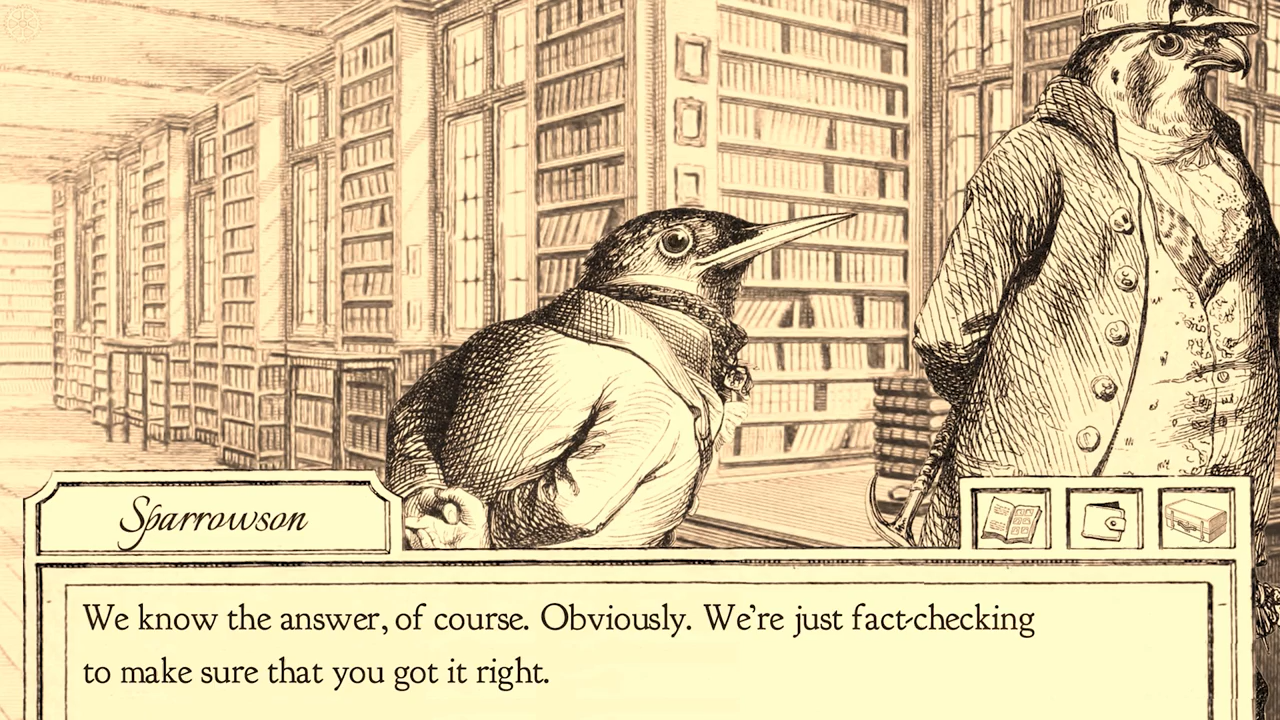 Sparrowson
We know the answer, of course. Obviously. We're just fact-checking
to make sure that you got it right.